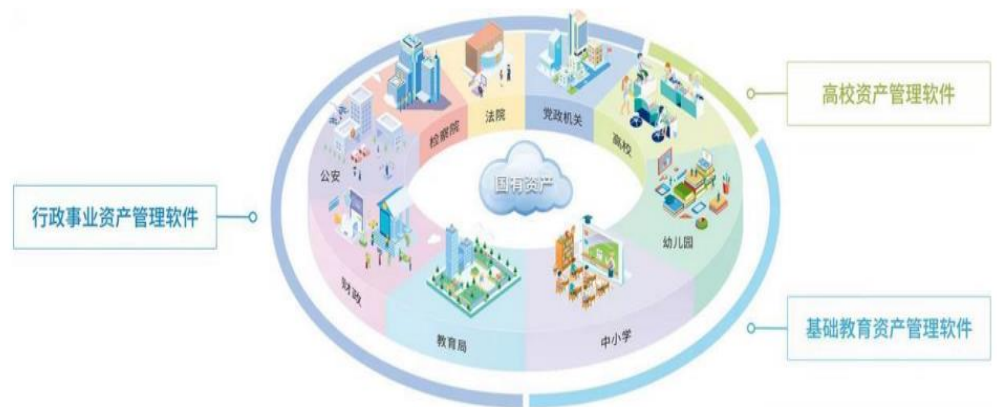 检察院
法院
党政机关
高校
高校资产管理软件
公安
国有资产
行政事业资产管理软件
幼儿园
财政
教育局
中小学
基础教育资产管理软件